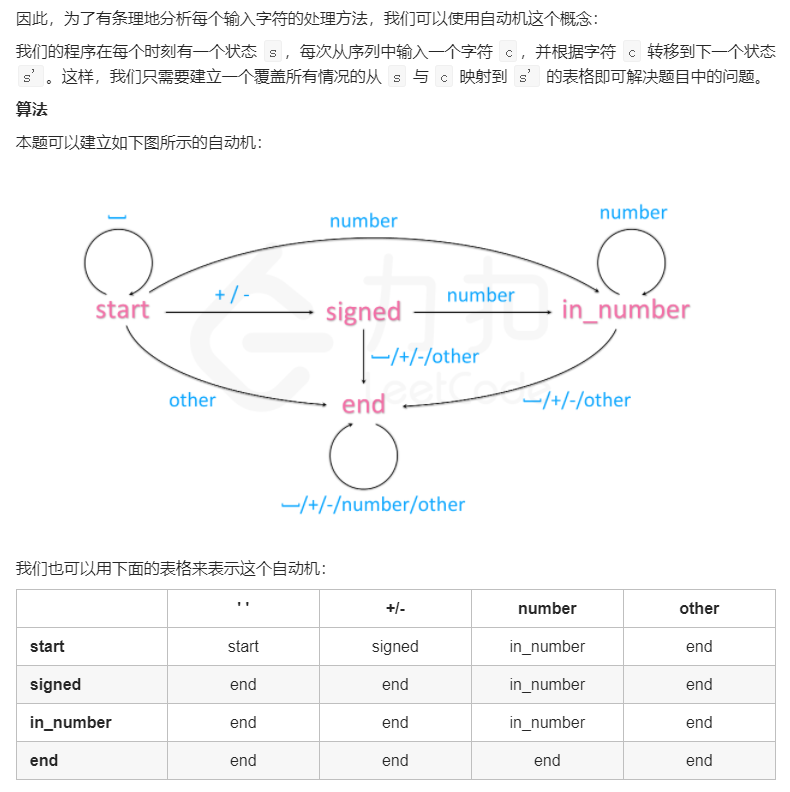 因此，为了有条理地分析每个输入字符的处理方法，我们可以使用自动机这个概念：
我们的程序在每个时刻有一个状态 s，每次从序列中输入一个字符 c，并根据字符 c 转移到下一个状态
s'。这样，我们只需要建立一个覆盖所有情况的从 s 与 c 映射到 s' 的表格即可解决题目中的问题。
算法
本题可以建立如下图所示的自动机：
␣
number
number
start
+ / -
signed
number
in_number
␣/+/-/other
力扣
LeetCode
other
end
␣/+/-/other
␣/+/-/number/other
我们也可以用下面的表格来表示这个自动机：
' ' +/- number other
start start signed in_number end
signed end end in_number end
in_number end end in_number end
end end end end end